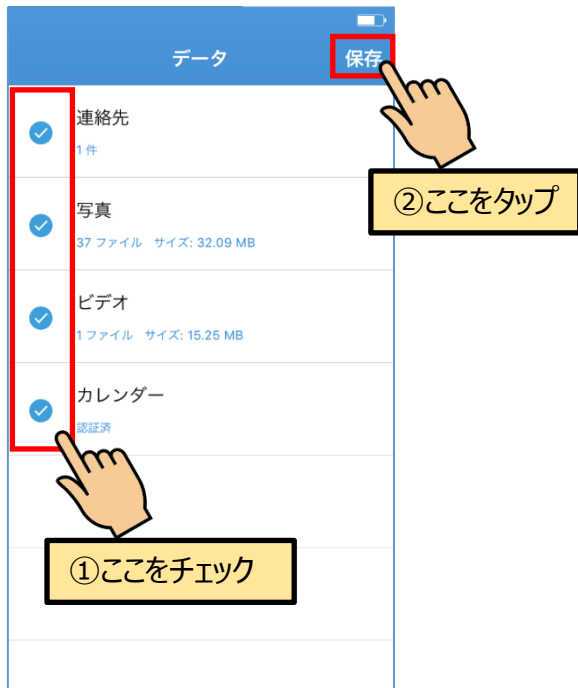 データ 保存
連絡先
1 件
②ここをタップ
写真
37 ファイル サイズ: 32.09 MB
ビデオ
1 ファイル サイズ: 15.25 MB
カレンダー
認証済
①ここをチェック